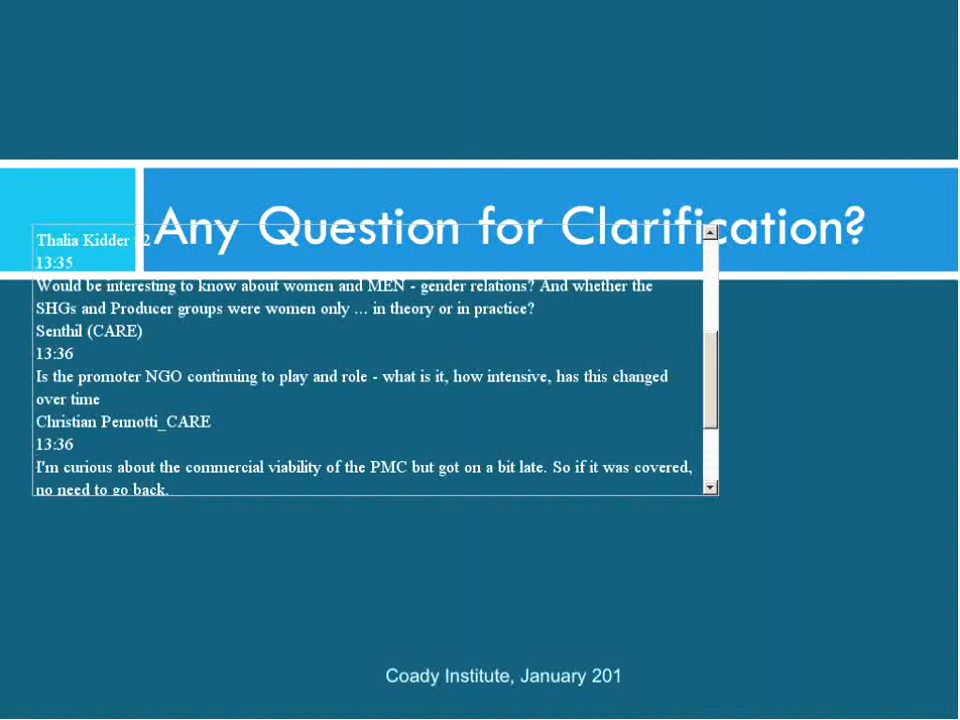 Any Question for Clarification?
Thalia Kidder 2
13:35
Would be interesting to know about women and MEN - gender relations? And whether the
SHGs and Producer groups were women only ... in theory or in practice?
Senthil (CARE)
13:36
Is the promoter NGO continuing to play and role - what is it, how intensive, has this changed
over time
Christian Pennotti_CARE
13:36
I'm curious about the commercial viability of the PMC but got on a bit late. So if it was covered,
no need to go back.
Coady Institute, January 201